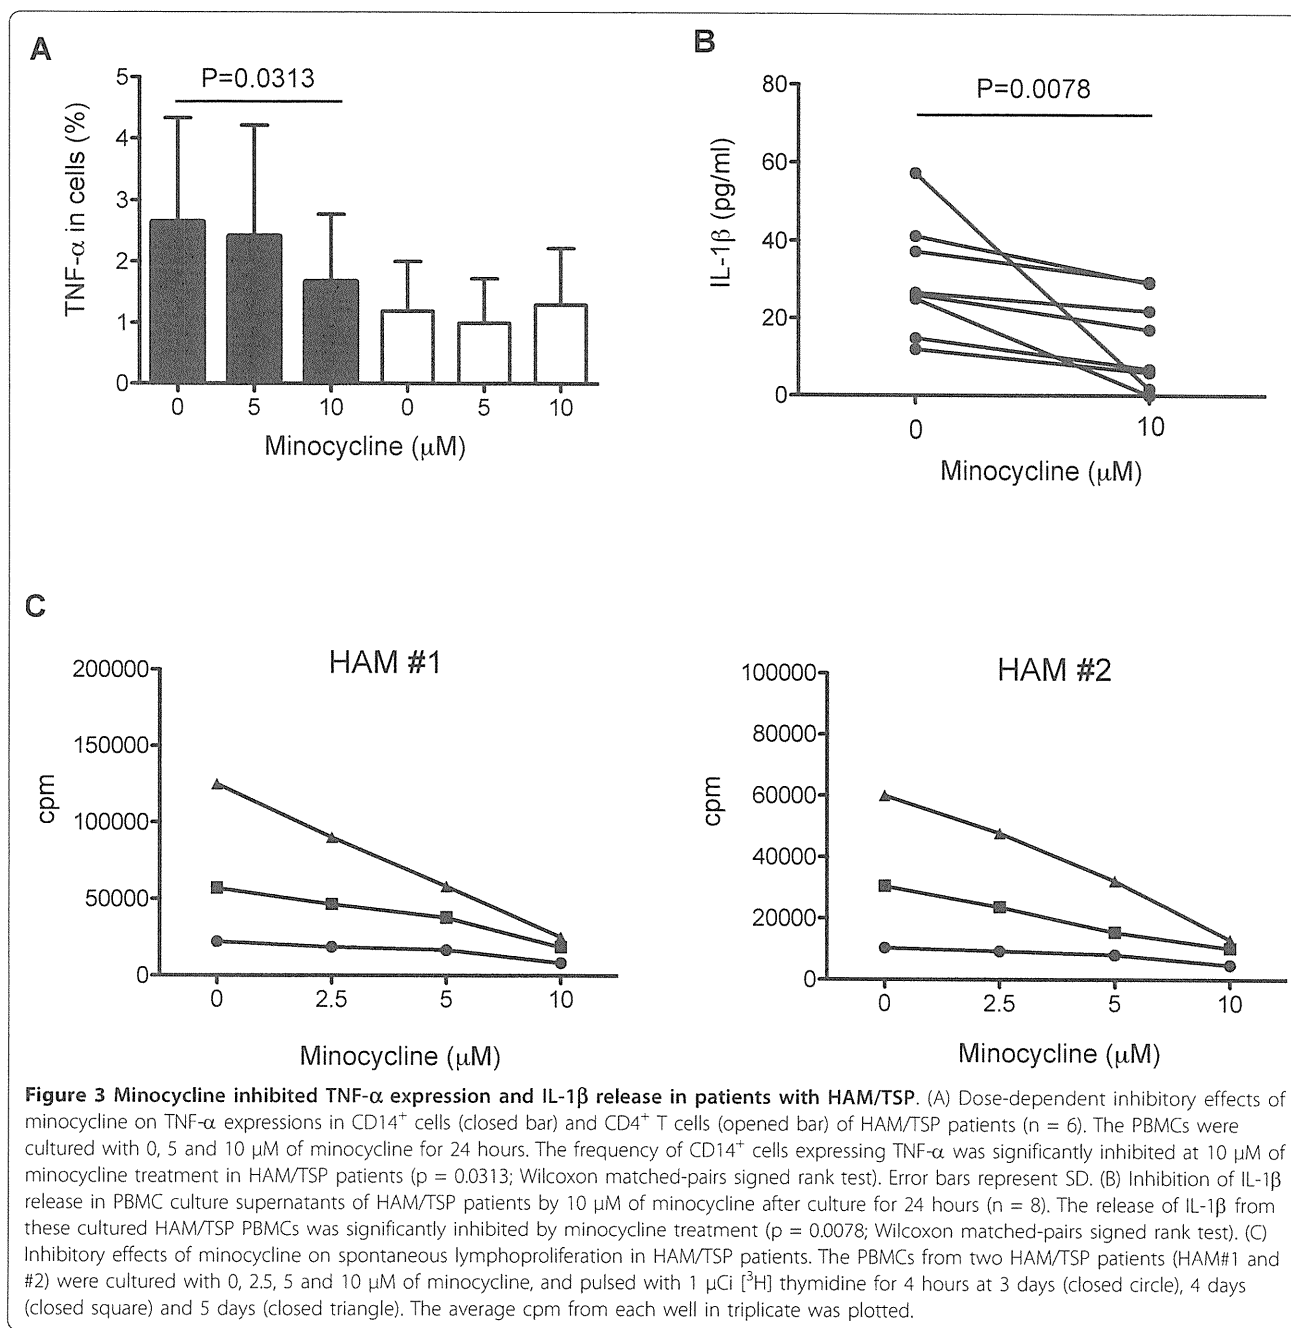 A
P=0.0313
TNF-α in cells (%)
5
4
3
2
1
0
0 5 10 0 5 10
Minocycline (μM)
B
P=0.0078
IL-1β (pg/ml)
80
60
40
20
0
0 10
Minocycline (μM)
C
HAM #1
cpm
200000
150000
100000
50000
0
0 2.5 5 10
Minocycline (μM)
HAM #2
cpm
100000
80000
60000
40000
20000
0
0 2.5 5 10
Minocycline (μM)
Figure 3 Minocycline inhibited TNF-α expression and IL-1β release in patients with HAM/TSP. (A) Dose-dependent inhibitory effects of
minocycline on TNF-α expressions in CD14⁺ cells (closed bar) and CD4⁺ T cells (opened bar) of HAM/TSP patients (n = 6). The PBMCs were
cultured with 0, 5 and 10 μM of minocycline for 24 hours. The frequency of CD14⁺ cells expressing TNF-α was significantly inhibited at 10 μM of
minocycline treatment in HAM/TSP patients (p = 0.0313; Wilcoxon matched-pairs signed rank test). Error bars represent SD. (B) Inhibition of IL-1β
release in PBMC culture supernatants of HAM/TSP patients by 10 μM of minocycline after culture for 24 hours (n = 8). The release of IL-1β from
these cultured HAM/TSP PBMCs was significantly inhibited by minocycline treatment (p = 0.0078; Wilcoxon matched-pairs signed rank test). (C)
Inhibitory effects of minocycline on spontaneous lymphoproliferation in HAM/TSP patients. The PBMCs from two HAM/TSP patients (HAM#1 and
#2) were cultured with 0, 2.5, 5 and 10 μM of minocycline, and pulsed with 1 μCi [³H] thymidine for 4 hours at 3 days (closed circle), 4 days
(closed square) and 5 days (closed triangle). The average cpm from each well in triplicate was plotted.